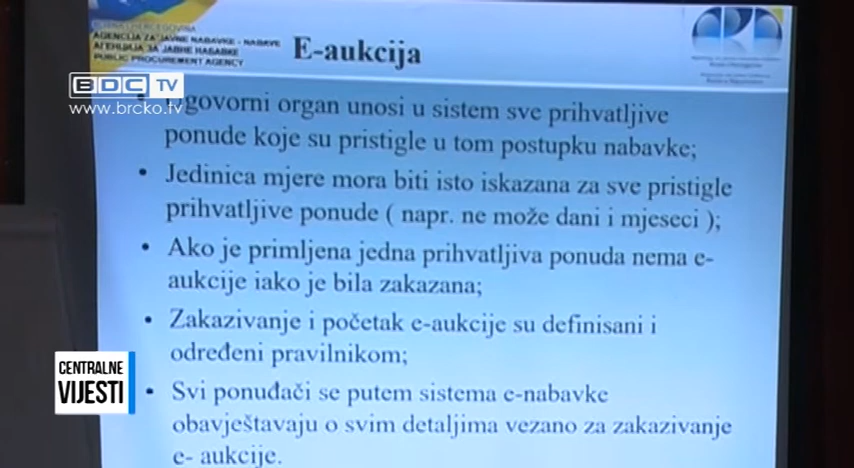 AGENCIJA ZA JAVNE NABAVKE - NABAVE
АГЕНЦИЈА ЗА ЈАВНЕ НАБАВКЕ
PUBLIC PROCUREMENT AGENCY
E-aukcija
BDC TV
www.brcko.tv
• govorni organ unosi u sistem sve prihvatljive
ponude koje su pristigle u tom postupku nabavke;
• Jedinica mjere mora biti isto iskazana za sve pristigle
prihvatljive ponude ( napr. ne može dani i mjeseci );
• Ako je primljena jedna prihvatljiva ponuda nema e-
aukcije iako je bila zakazana;
• Zakazivanje i početak e-aukcije su definisani i
određeni pravilnikom;
• Svi ponuđači se putem sistema e-nabavke
obavještavaju o svim detaljima vezano za zakazivanje
e- aukcije.
CENTRALNE
VIJESTI